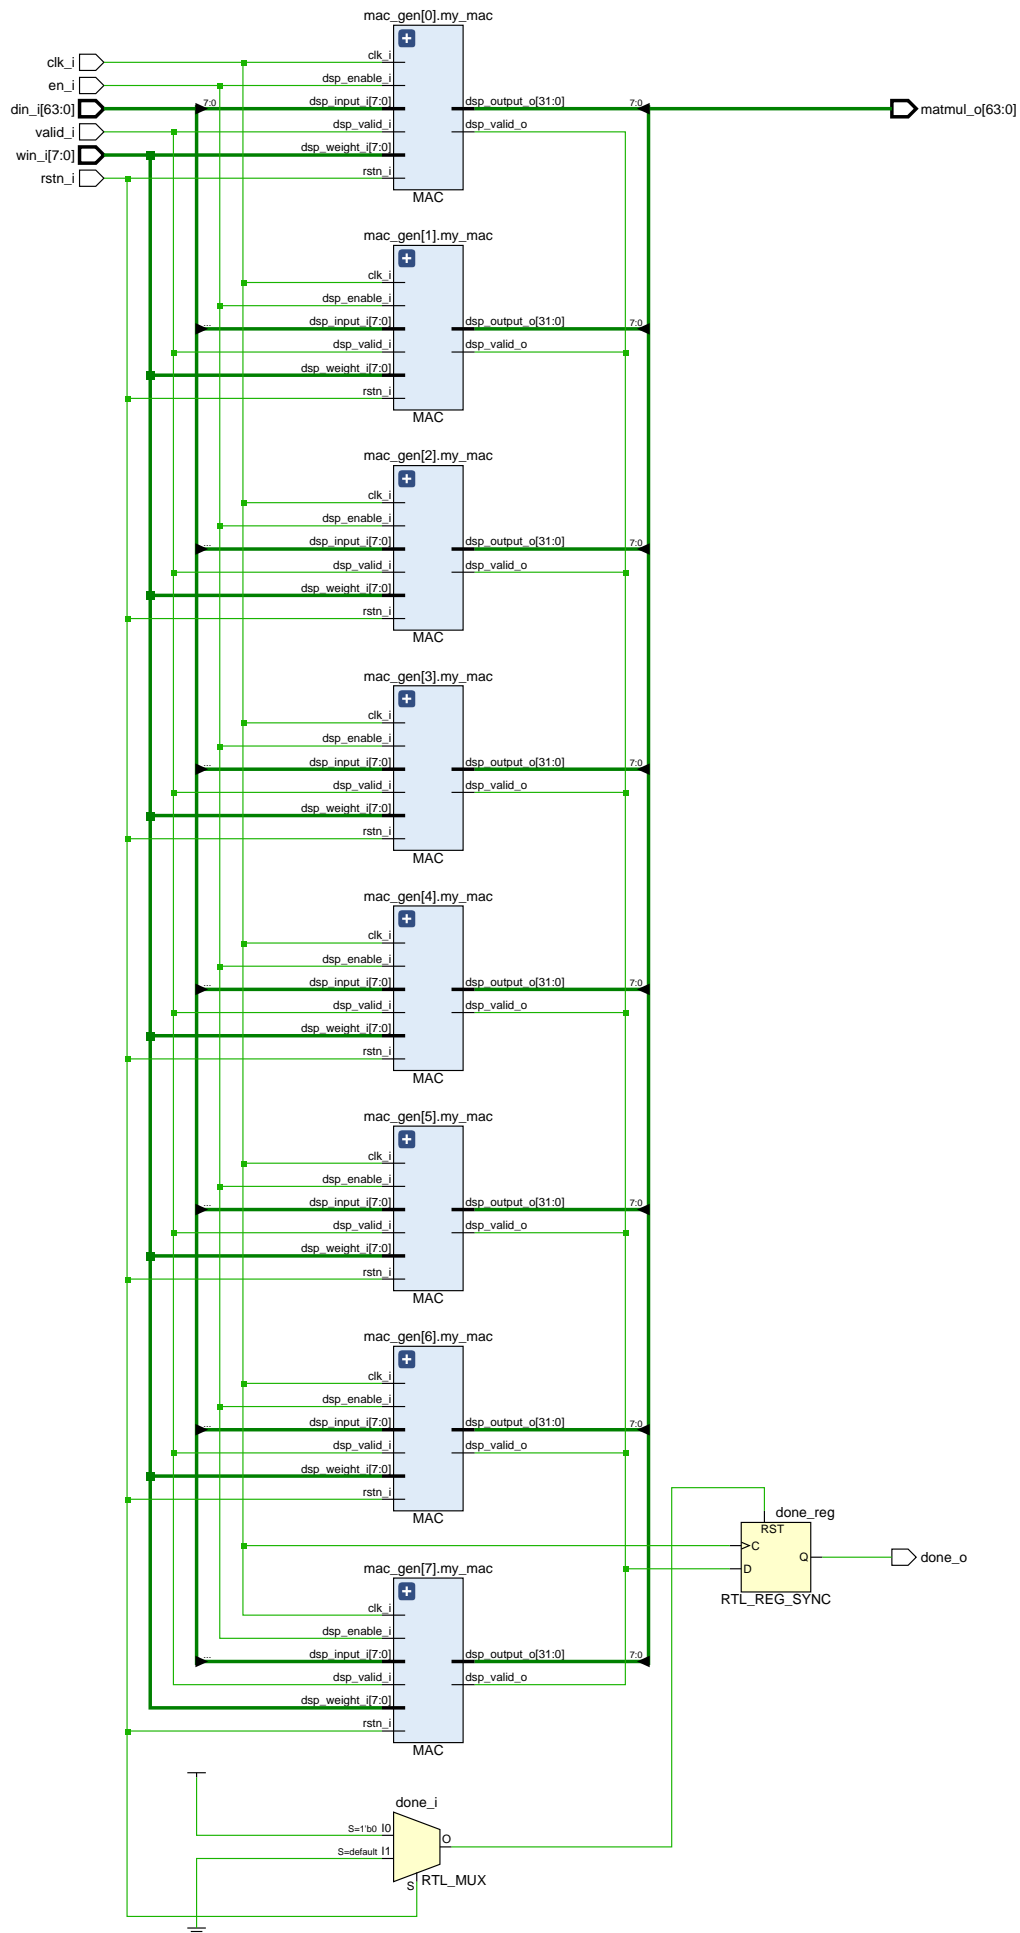 mac_gen[0].my_mac
clk_i
en_i
din_i[63:0]
valid_i
win_i[7:0]
rstn_i
7:0
clk_i
dsp_enable_i
dsp_input_i[7:0]
dsp_valid_i
dsp_weight_i[7:0]
rstn_i
dsp_output_o[31:0]
dsp_valid_o
7:0
matmul_o[63:0]
MAC
mac_gen[1].my_mac
clk_i
dsp_enable_i
...
dsp_input_i[7:0]
dsp_valid_i
dsp_weight_i[7:0]
rstn_i
dsp_output_o[31:0]
dsp_valid_o
7:0
MAC
mac_gen[2].my_mac
clk_i
dsp_enable_i
...
dsp_input_i[7:0]
dsp_valid_i
dsp_weight_i[7:0]
rstn_i
dsp_output_o[31:0]
dsp_valid_o
7:0
MAC
mac_gen[3].my_mac
clk_i
dsp_enable_i
...
dsp_input_i[7:0]
dsp_valid_i
dsp_weight_i[7:0]
rstn_i
dsp_output_o[31:0]
dsp_valid_o
7:0
MAC
mac_gen[4].my_mac
clk_i
dsp_enable_i
...
dsp_input_i[7:0]
dsp_valid_i
dsp_weight_i[7:0]
rstn_i
dsp_output_o[31:0]
dsp_valid_o
7:0
MAC
mac_gen[5].my_mac
clk_i
dsp_enable_i
...
dsp_input_i[7:0]
dsp_valid_i
dsp_weight_i[7:0]
rstn_i
dsp_output_o[31:0]
dsp_valid_o
7:0
MAC
mac_gen[6].my_mac
clk_i
dsp_enable_i
...
dsp_input_i[7:0]
dsp_valid_i
dsp_weight_i[7:0]
rstn_i
dsp_output_o[31:0]
dsp_valid_o
7:0
MAC
done_reg
RST
C
D
Q
RTL_REG_SYNC
done_o
mac_gen[7].my_mac
clk_i
dsp_enable_i
...
dsp_input_i[7:0]
dsp_valid_i
dsp_weight_i[7:0]
rstn_i
dsp_output_o[31:0]
dsp_valid_o
7:0
MAC
done_i
S=1'b0 I0
S=default I1
O
S
RTL_MUX